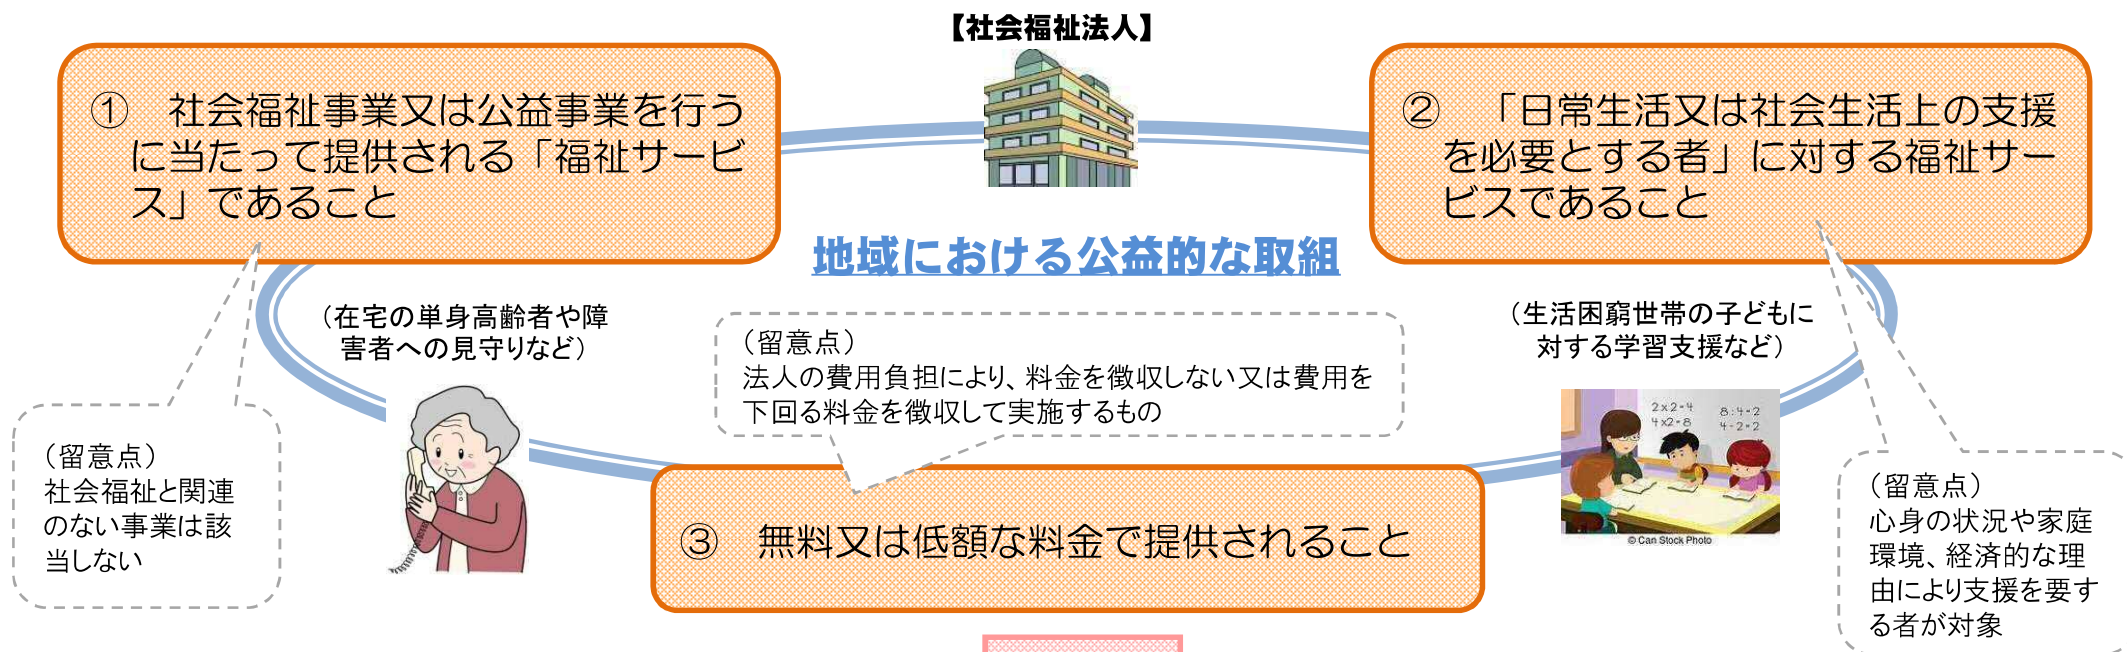 【社会福祉法人】
① 社会福祉事業又は公益事業を行う
に当たって提供される「福祉サービ
ス」であること
② 「日常生活又は社会生活上の支援
を必要とする者」に対する福祉サー
ビスであること
地域における公益的な取組
（在宅の単身高齢者や障
害者への見守りなど）
（留意点）
法人の費用負担により、料金を徴収しない又は費用を
下回る料金を徴収して実施するもの
（生活困窮世帯の子どもに
対する学習支援など）
2x2=4
4x2=8
8:4=2
4-2=2
© Can Stock Photo
（留意点）
社会福祉と関連
のない事業は該
当しない
③ 無料又は低額な料金で提供されること
（留意点）
心身の状況や家庭
環境、経済的な理
由により支援を要す
る者が対象